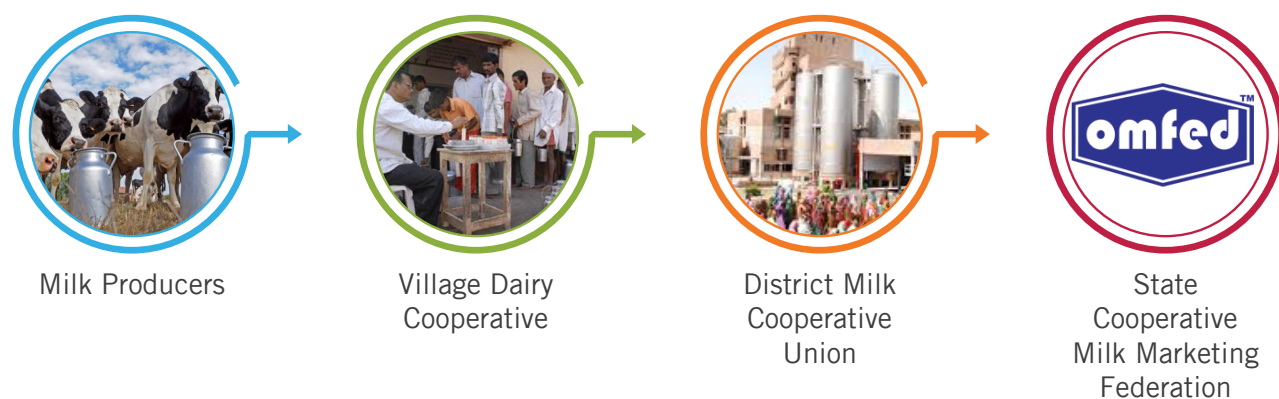 omfed
TM
Milk Producers
Village Dairy
Cooperative
District Milk
Cooperative
Union
State
Cooperative
Milk Marketing
Federation